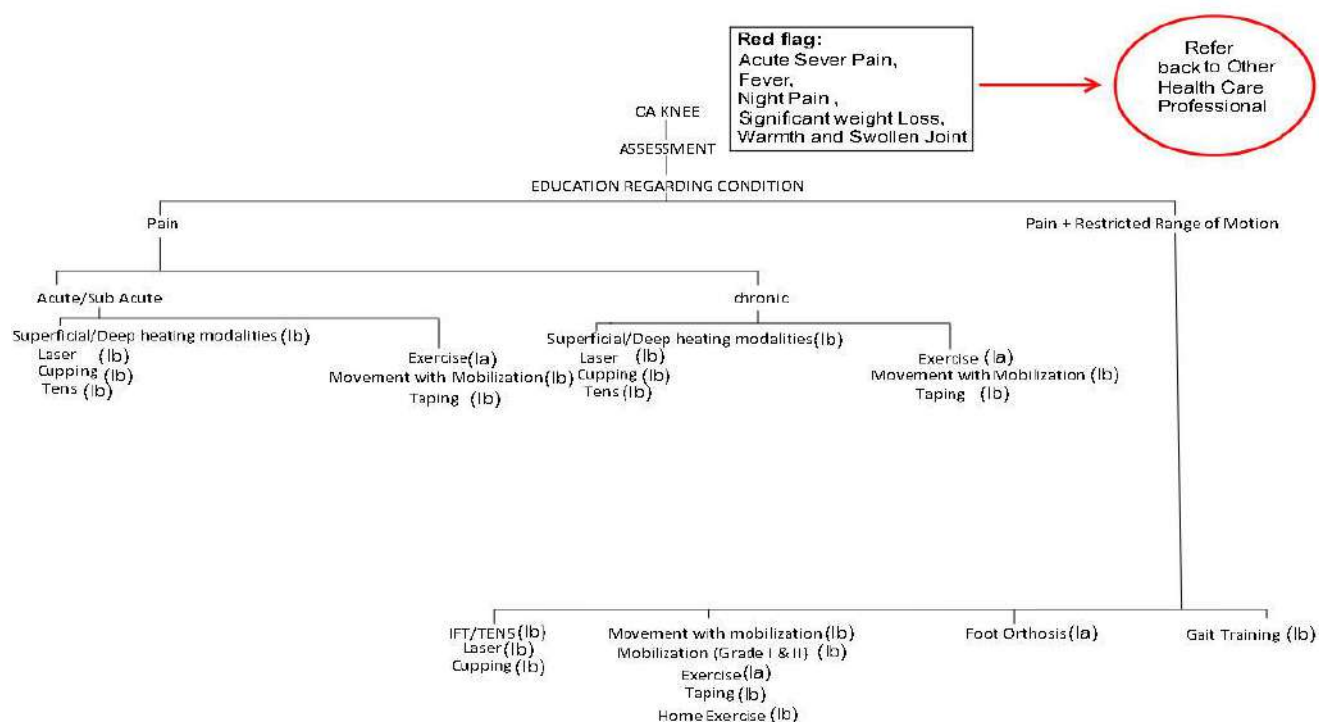 Red flag:
Acute Sever Pain,
Fever,
Night Pain ,
Significant weight Loss,
Warmth and Swollen Joint
Refer
back to Other
Health Care
Professional
OA KNEE
ASSESSMENT
EDUCATION REGARDING CONDITION
Pain
Pain + Restricted Range of Motion
Acute/Sub Acute
chronic
Superficial/Deep heating modalities (Ib)
Laser (Ib)
Cupping (Ib)
Tens (Ib)
Exercise (Ia)
Movement with Mobilization (Ib)
Taping (Ib)
Superficial/Deep heating modalities (Ib)
Laser (Ib)
Cupping (Ib)
Tens (Ib)
Exercise (Ia)
Movement with Mobilization (Ib)
Taping (Ib)
IFT/TENS (Ib)
Laser (Ib)
Cupping (Ib)
Movement with mobilization (Ib)
Mobilization (Grade I & II) (Ib)
Exercise (Ia)
Taping (Ib)
Home Exercise (Ib)
Foot Orthosis (Ia)
Gait Training (Ib)